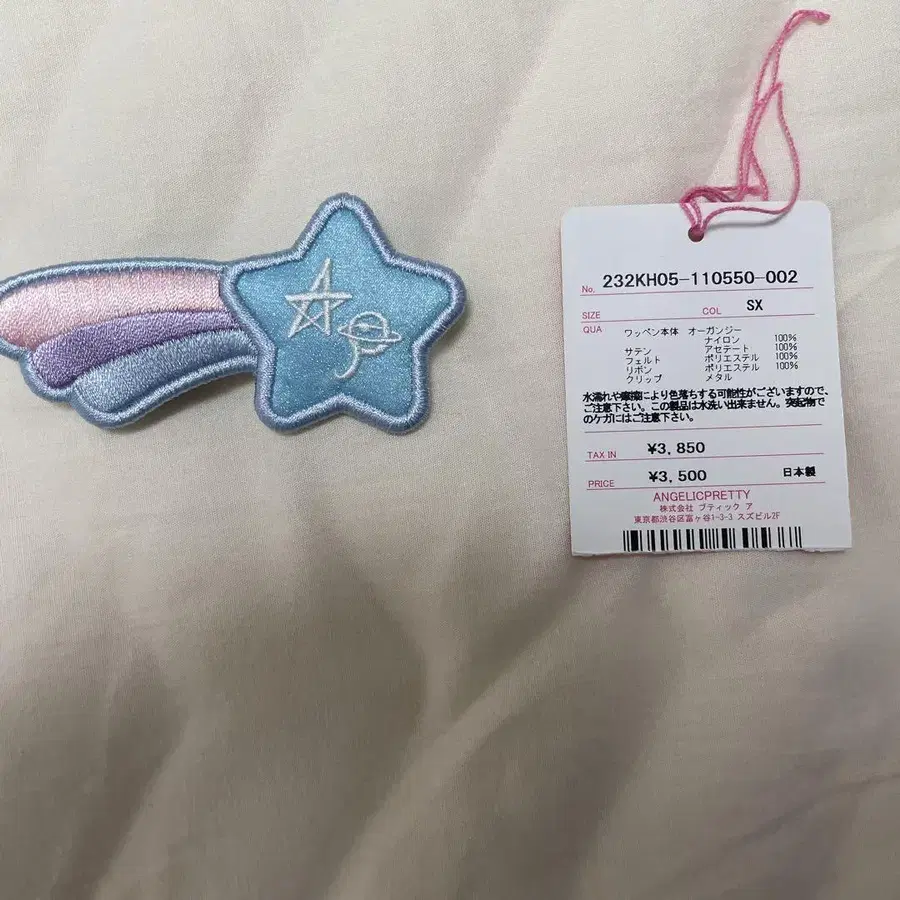 No. 232KH05-110550-002
SIZE COL SX
QUA ワッペン本体 オーガンジー
ナイロン 100%
サテン アセテート 100%
フェルト ポリエステル 100%
リボン ポリエステル 100%
クリップ メタル
水濡れや摩擦により色落ちする可能性がございますので、
ご注意下さい。この製品は水洗い出来ません。突起物で
のケガにはご注意下さい。
TAX IN ¥3,850
PRICE ¥3,500 日本製
ANGELICPRETTY
株式会社 ブティック ア
東京都渋谷区富ヶ谷1-3-3 スズビル2F